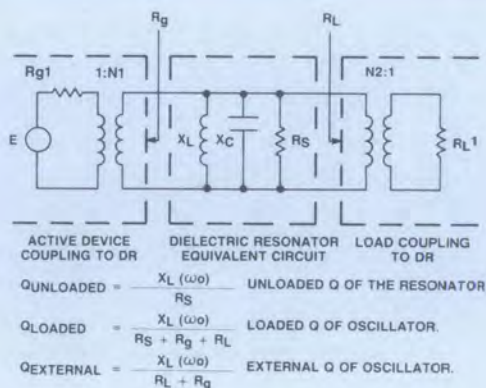 Rg
RL
Rg1
1:N1
N2:1
E
XL
XC
RS
RL1
ACTIVE DEVICE
COUPLING TO DR
DIELECTRIC RESONATOR
EQUIVALENT CIRCUIT
LOAD COUPLING
TO DR
QUNLOADED = XL (ωo) / RS UNLOADED Q OF THE RESONATOR
QLOADED = XL (ωo) / RS + Rg + RL LOADED Q OF OSCILLATOR.
QEXTERNAL = XL (ωo) / RL + Rg EXTERNAL Q OF OSCILLATOR.